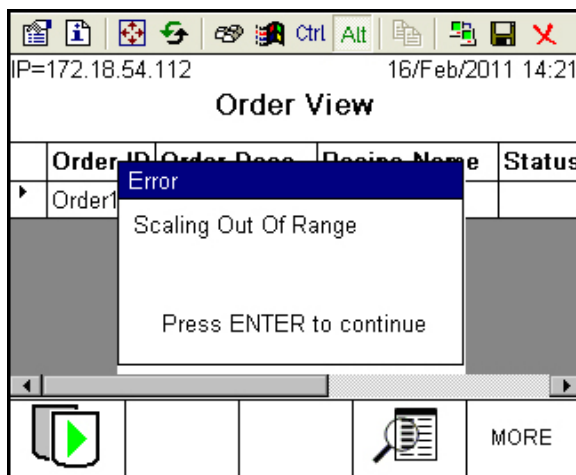 Ctrl Alt
IP=172.18.54.112 16/Feb/2011 14:21
Order View
Order ID Order Desc Recipe Name Status
Order1
Error
Scaling Out Of Range
Press ENTER to continue
MORE